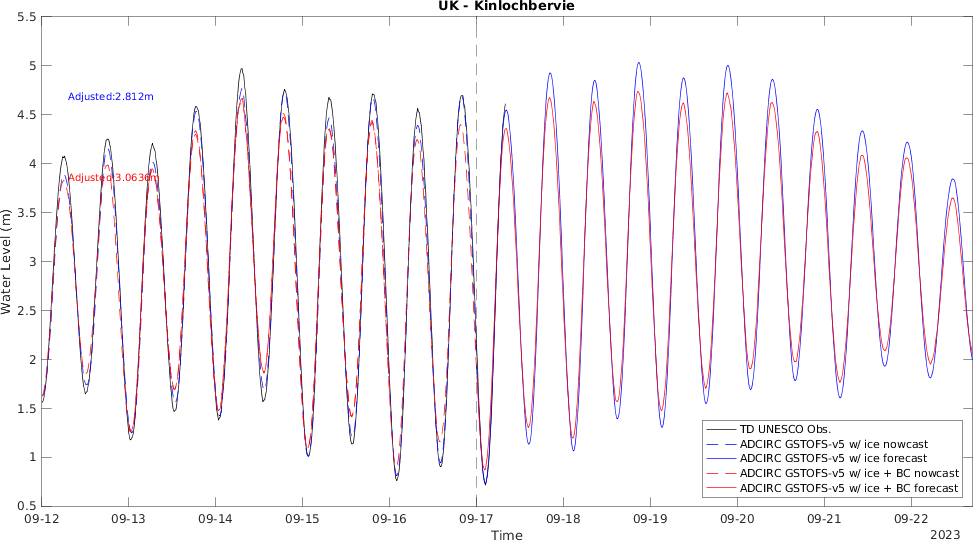 UK - Kinlochbervie
5.5
5
4.5
4
3.5
3
2.5
2
1.5
1
0.5
Water Level (m)
Adjusted:2.812m
Adjusted:3.0636m
TD UNESCO Obs.
ADCIRC GSTOFS-v5 w/ ice nowcast
ADCIRC GSTOFS-v5 w/ ice forecast
ADCIRC GSTOFS-v5 w/ ice + BC nowcast
ADCIRC GSTOFS-v5 w/ ice + BC forecast
09-12 09-13 09-14 09-15 09-16 09-17 09-18 09-19 09-20 09-21 09-22
Time
2023